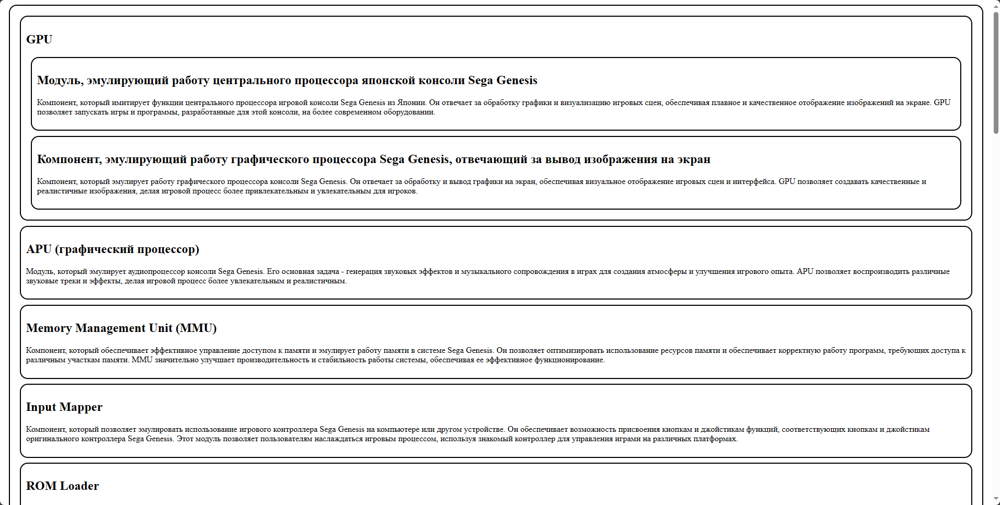 GPU
Модуль, эмулирующий работу центрального процессора японской консоли Sega Genesis
Компонент, который имитирует функции центрального процессора игровой консоли Sega Genesis из Японии. Он отвечает за обработку графики и визуализацию игровых сцен, обеспечивая плавное и качественное отображение изображений на экране. GPU
позволяет запускать игры и программы, разработанные для этой консоли, на более современном оборудовании.
Компонент, эмулирующий работу графического процессора Sega Genesis, отвечающий за вывод изображения на экран
Компонент, который эмулирует работу графического процессора консоли Sega Genesis. Он отвечает за обработку и вывод графики на экран, обеспечивая визуальное отображение игровых сцен и интерфейса. GPU позволяет создавать качественные и
реалистичные изображения, делая игровой процесс более привлекательным и увлекательным для игроков.
APU (графический процессор)
Модуль, который эмулирует аудиопроцессор консоли Sega Genesis. Его основная задача - генерация звуковых эффектов и музыкального сопровождения в играх для создания атмосферы и улучшения игрового опыта. APU позволяет воспроизводить различные
звуковые треки и эффекты, делая игровой процесс более увлекательным и реалистичным.
Memory Management Unit (MMU)
Компонент, который обеспечивает эффективное управление доступом к памяти и эмулирует работу памяти в системе Sega Genesis. Он позволяет оптимизировать использование ресурсов памяти и обеспечивает корректную работу программ, требующих доступа к
различным участкам памяти. MMU значительно улучшает производительность и стабильность работы системы, обеспечивая ее эффективное функционирование.
Input Mapper
Компонент, который позволяет эмулировать использование игрового контроллера Sega Genesis на компьютере или другом устройстве. Он обеспечивает возможность присвоения кнопкам и джойстикам функций, соответствующих кнопкам и джойстикам
оригинального контроллера Sega Genesis. Этот модуль позволяет пользователям наслаждаться игровым процессом, используя знакомый контроллер для управления играми на различных платформах.
ROM Loader